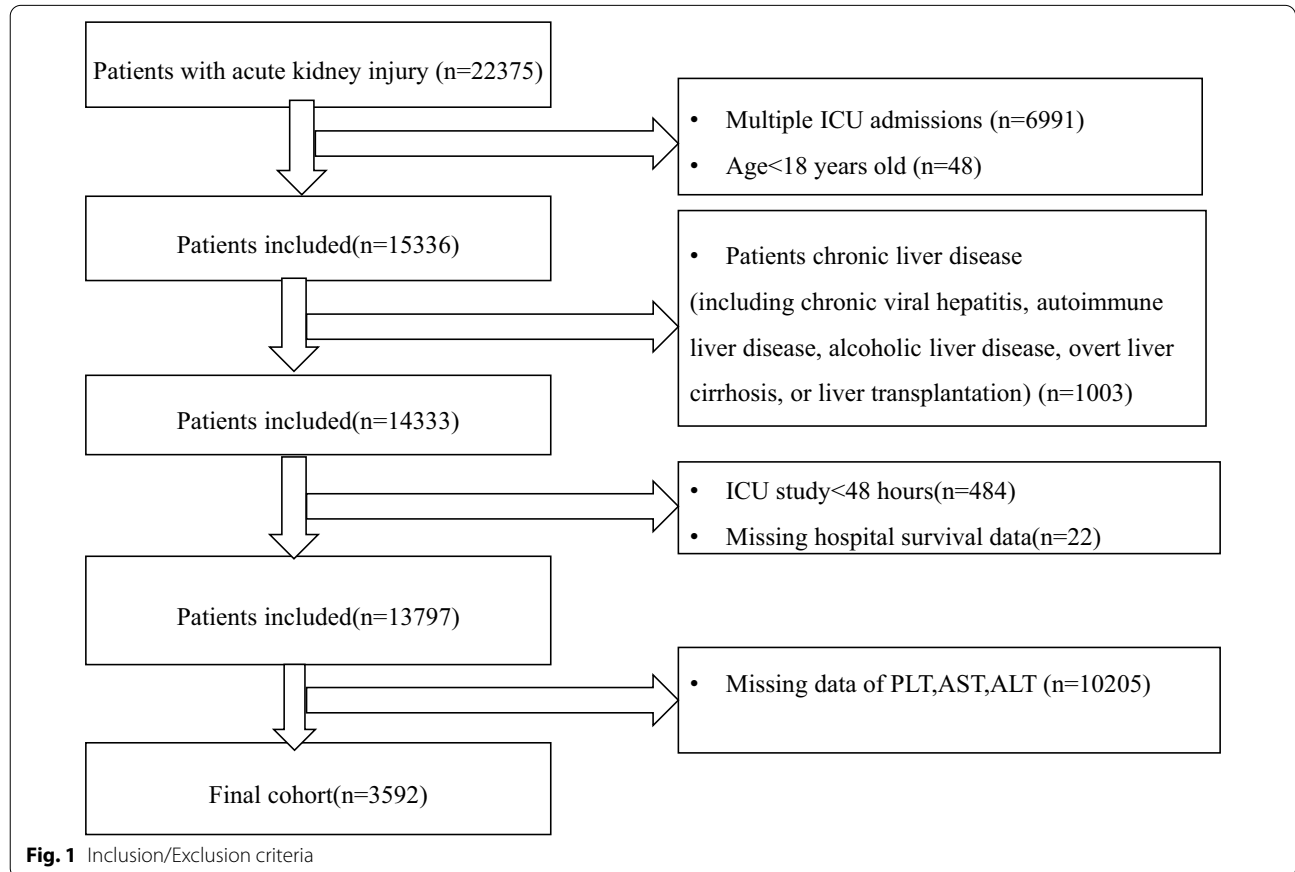 Patients with acute kidney injury (n=22375)
• Multiple ICU admissions (n=6991)
• Age<18 years old (n=48)
Patients included(n=15336)
• Patients chronic liver disease
(including chronic viral hepatitis, autoimmune
liver disease, alcoholic liver disease, overt liver
cirrhosis, or liver transplantation) (n=1003)
Patients included(n=14333)
• ICU study<48 hours(n=484)
• Missing hospital survival data(n=22)
Patients included(n=13797)
• Missing data of PLT,AST,ALT (n=10205)
Final cohort(n=3592)
Fig. 1 Inclusion/Exclusion criteria